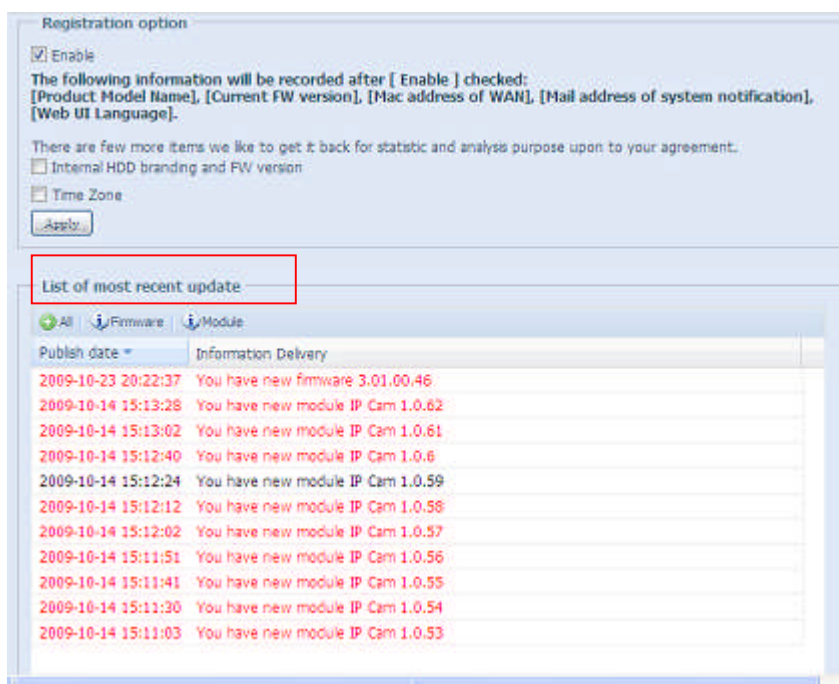 Registration option
Enable
The following information will be recorded after [ Enable ] checked:
[Product Model Name], [Current FW version], [Mac address of WAN], [Mail address of system notification],
[Web UI Language].
There are few more items we like to get it back for statistic and analysis purpose upon to your agreement.
Internal HDD branding and FW version
Time Zone
Apply
List of most recent update
All Firmware Module
Publish date Information Delivery
2009-10-23 20:22:37 You have new firmware 3.01.00.46
2009-10-14 15:13:28 You have new module IP Cam 1.0.62
2009-10-14 15:13:02 You have new module IP Cam 1.0.61
2009-10-14 15:12:40 You have new module IP Cam 1.0.6
2009-10-14 15:12:24 You have new module IP Cam 1.0.59
2009-10-14 15:12:12 You have new module IP Cam 1.0.58
2009-10-14 15:12:02 You have new module IP Cam 1.0.57
2009-10-14 15:11:51 You have new module IP Cam 1.0.56
2009-10-14 15:11:41 You have new module IP Cam 1.0.55
2009-10-14 15:11:30 You have new module IP Cam 1.0.54
2009-10-14 15:11:03 You have new module IP Cam 1.0.53